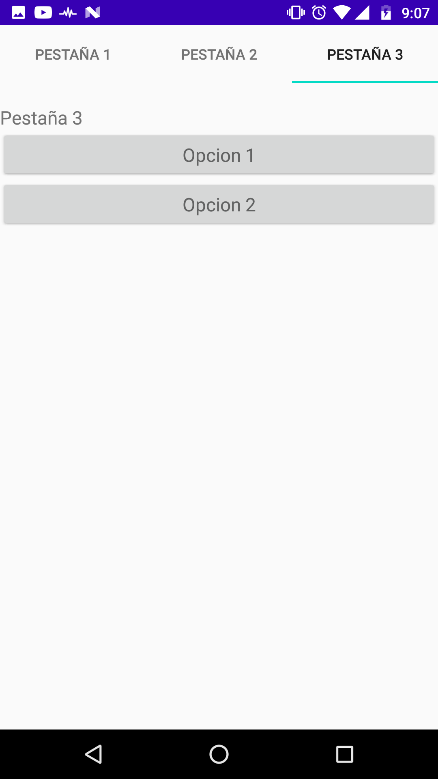 9:07
PESTAÑA 1 PESTAÑA 2 PESTAÑA 3
Pestaña 3
Opcion 1
Opcion 2